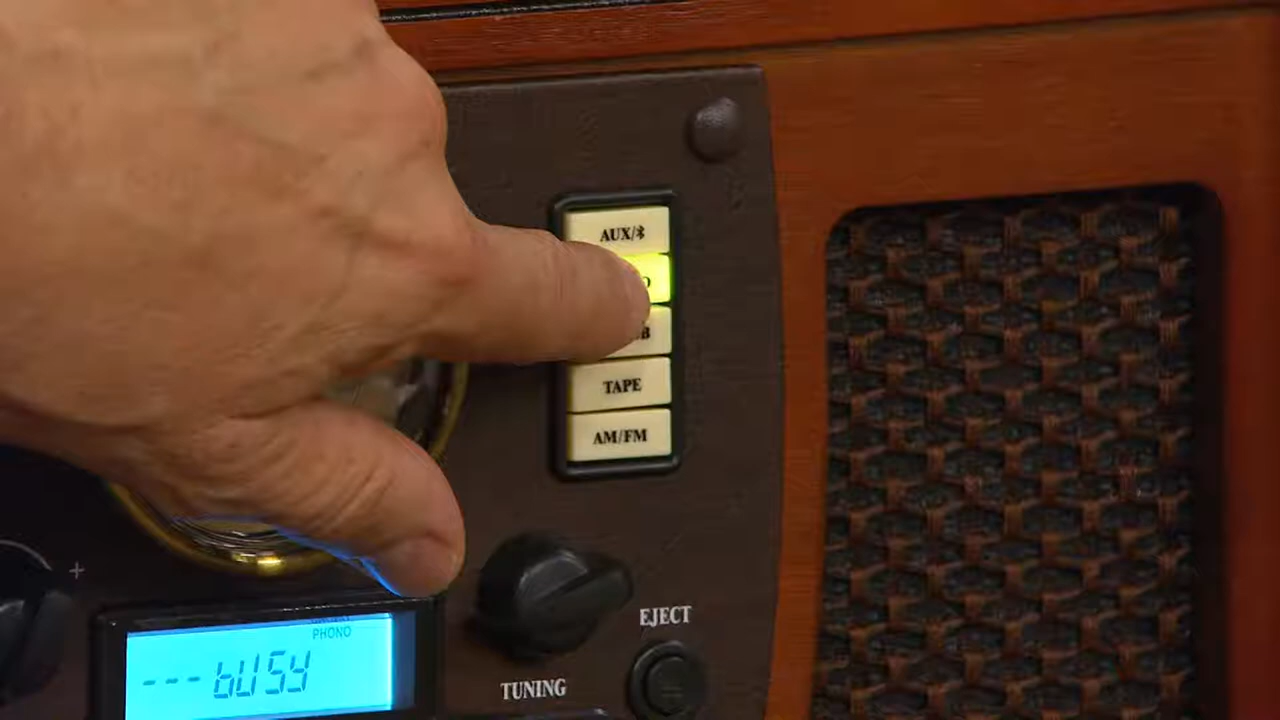 AUX/
TAPE
AM/FM
EJECT
TUNING
+
PHONO
--- bUSY